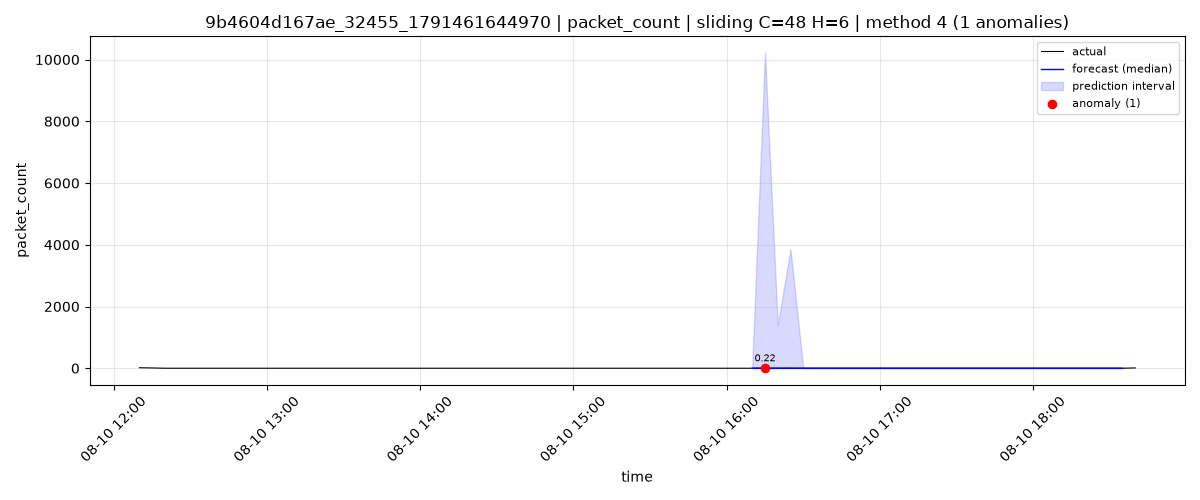 9b4604d167ae_32455_1791461644970 | packet_count | sliding C=48 H=6 | method 4 (1 anomalies)
packet_count
10000
8000
6000
4000
2000
0
actual
forecast (median)
prediction interval
anomaly (1)
0.22
08-10 12:00
08-10 13:00
08-10 14:00
08-10 15:00
08-10 16:00
08-10 17:00
08-10 18:00
time